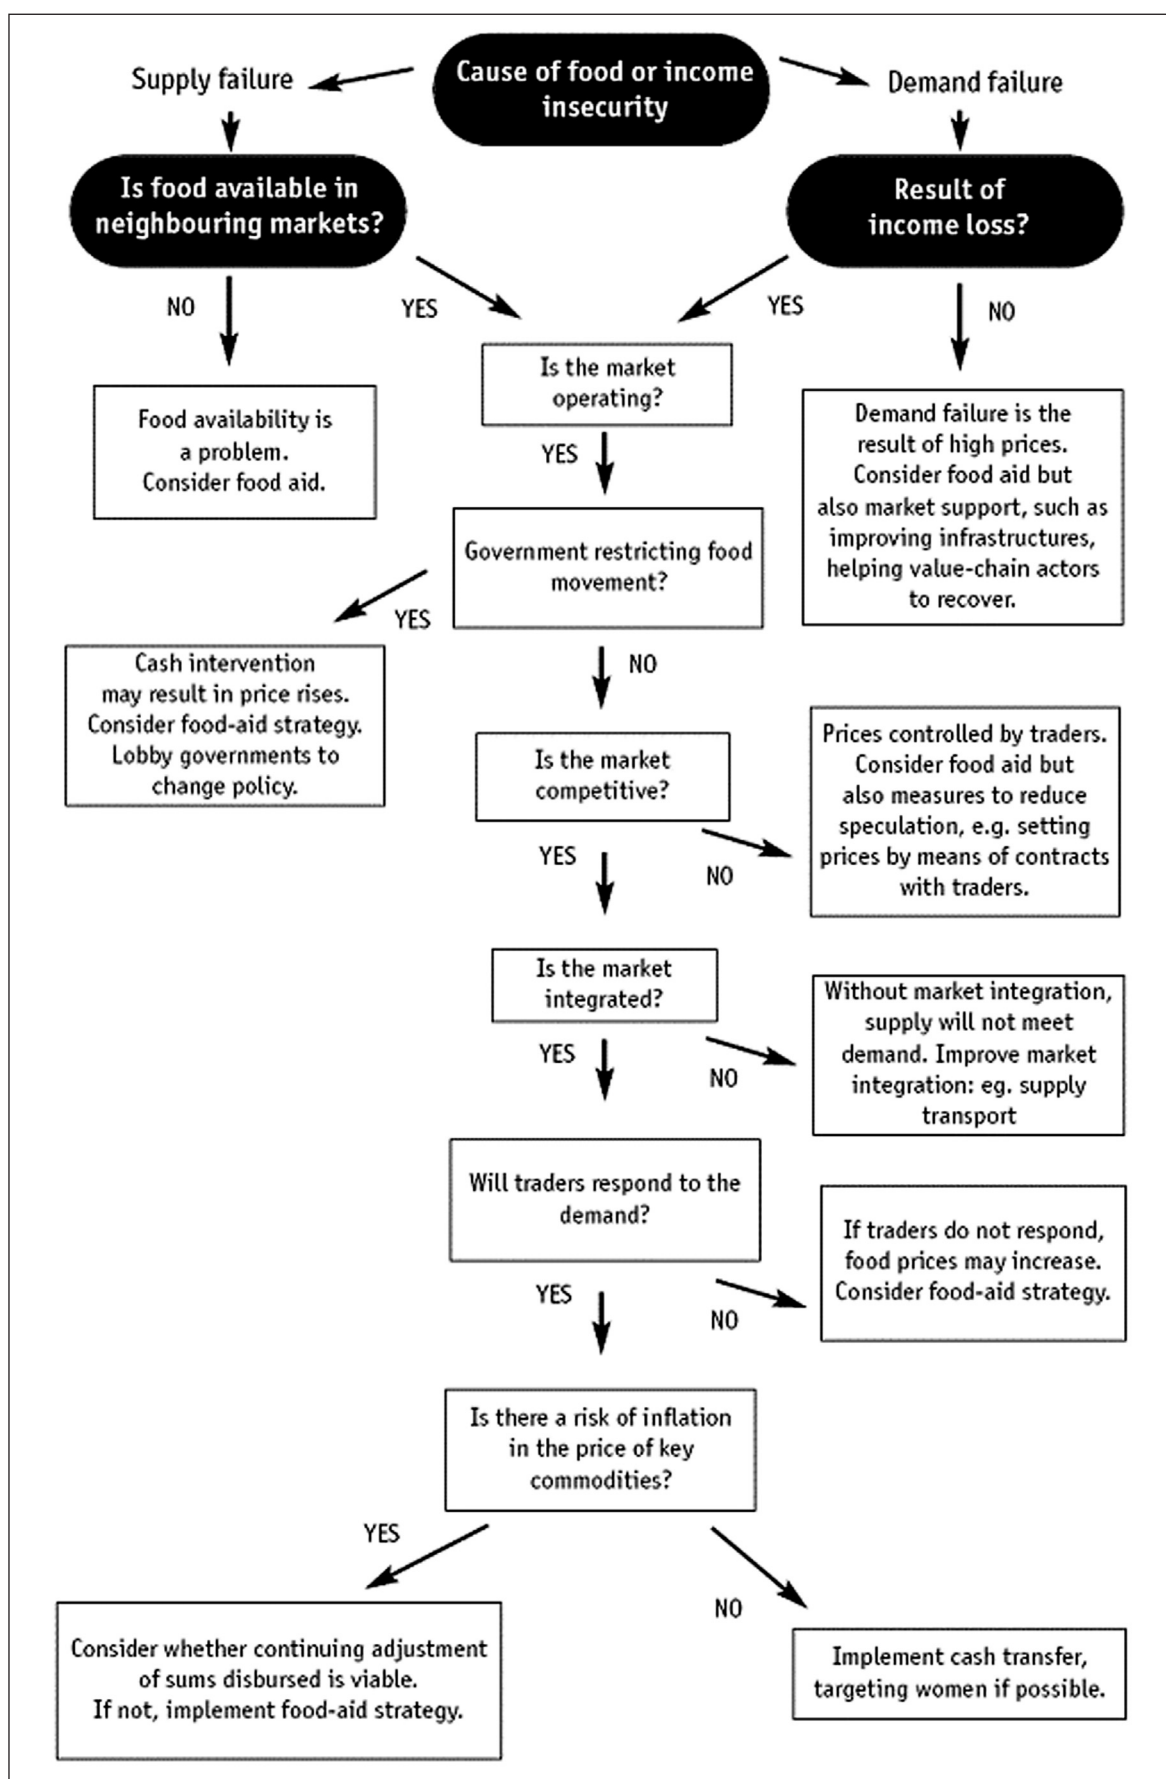 Cause of food or income
insecurity
Supply failure
Demand failure
Is food available in
neighbouring markets?
Result of
income loss?
NO
YES
YES
NO
Is the market
operating?
Food availability is
a problem.
Consider food aid.
Demand failure is the
result of high prices.
Consider food aid but
also market support, such as
improving infrastructures,
helping value-chain actors
to recover.
YES
Government restricting food
movement?
YES
Cash intervention
may result in price rises.
Consider food-aid strategy.
Lobby governments to
change policy.
NO
Is the market
competitive?
Prices controlled by traders.
Consider food aid but
also measures to reduce
speculation, e.g. setting
prices by means of contracts
with traders.
YES
NO
Is the market
integrated?
Without market integration,
supply will not meet
demand. Improve market
integration: eg. supply
transport
YES
NO
Will traders respond to the
demand?
If traders do not respond,
food prices may increase.
Consider food-aid strategy.
YES
NO
Is there a risk of inflation
in the price of key
commodities?
YES
NO
Consider whether continuing adjustment
of sums disbursed is viable.
If not, implement food-aid strategy.
Implement cash transfer,
targeting women if possible.